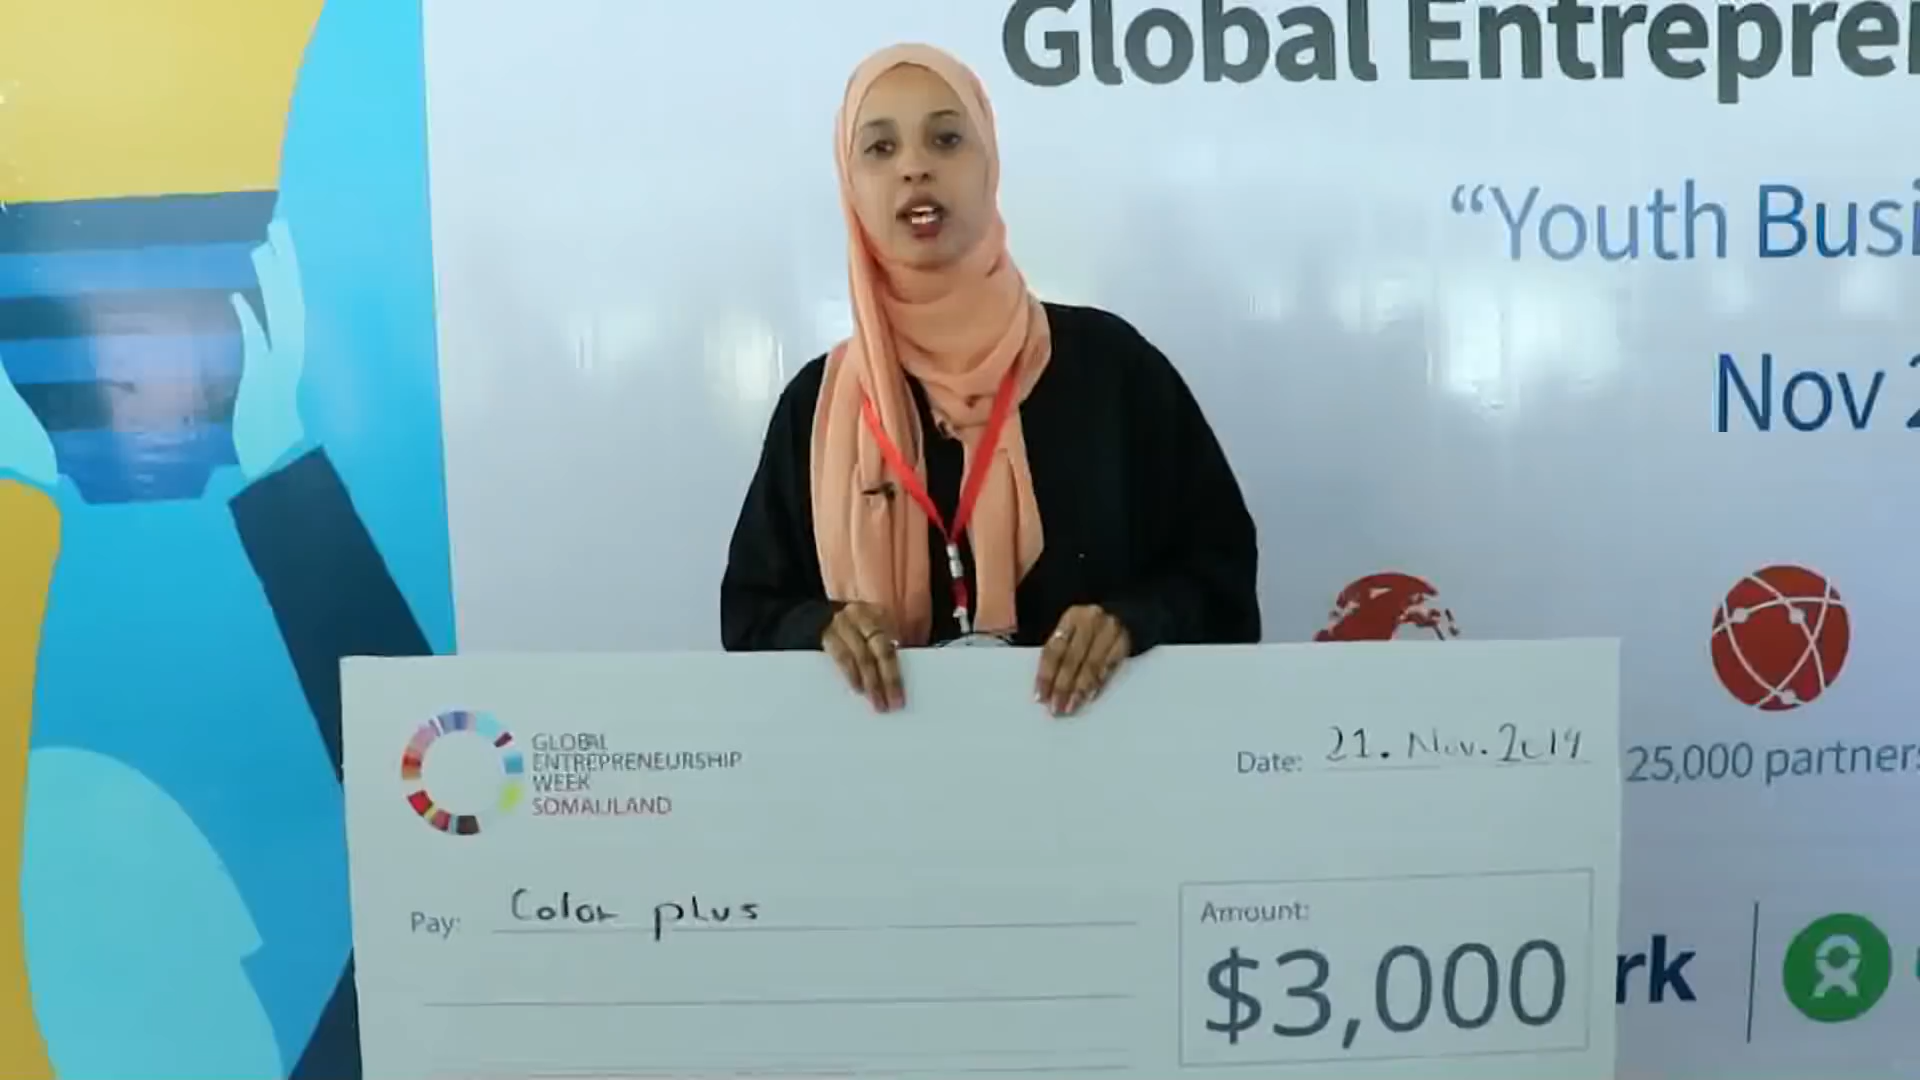 Global Entrepre
“Youth Busi
Nov 2
GLOBAL
ENTREPRENEURSHIP
WEEK
SOMALILAND
Date: 21. Nov. 2019
25,000 partners
Pay: Color plus
Amount:
$3,000
rk